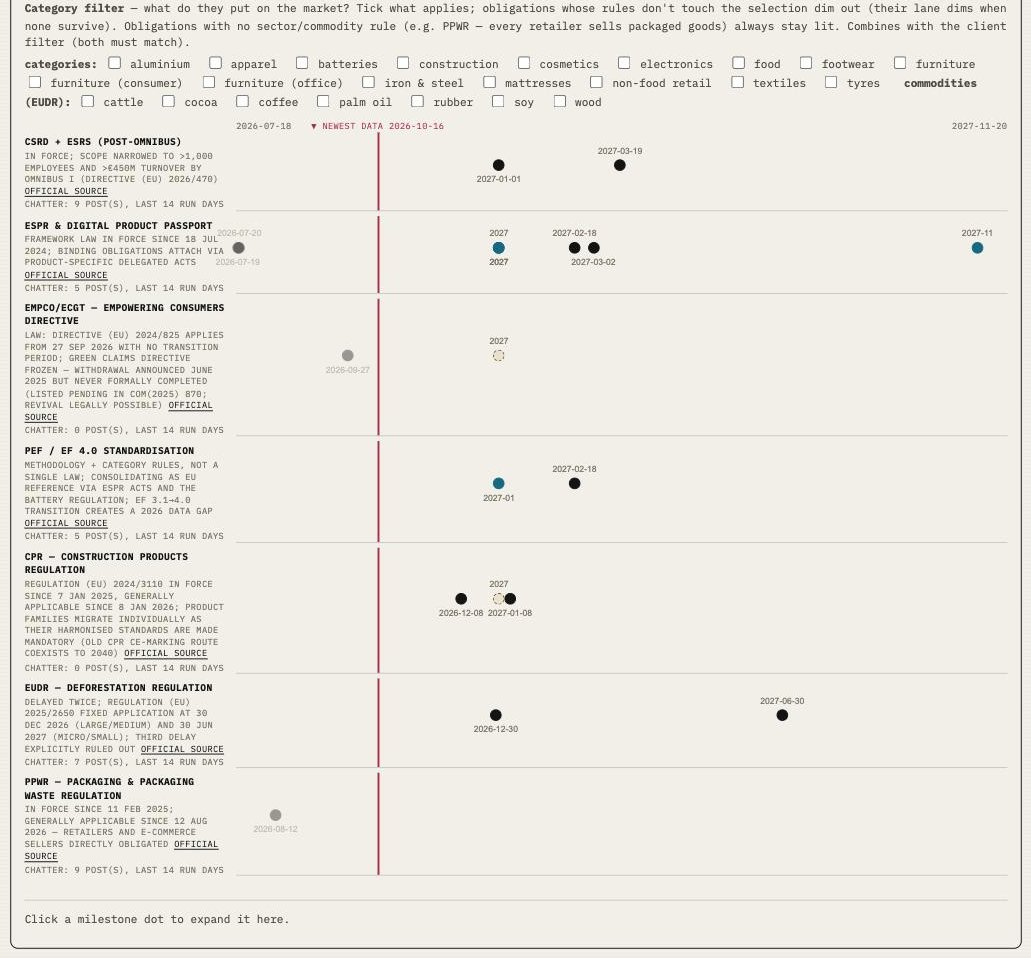 Category filter — what do they put on the market? Tick what applies; obligations whose rules don't touch the selection dim out (their lane dims when
none survive). Obligations with no sector/commodity rule (e.g. PPWR — every retailer sells packaged goods) always stay lit. Combines with the client
filter (both must match).
categories: aluminium apparel batteries construction cosmetics electronics food footwear furniture
furniture (consumer) furniture (office) iron & steel mattresses non-food retail textiles tyres commodities
(EUDR): cattle cocoa coffee palm oil rubber soy wood
2026-07-18 ▼ NEWEST DATA 2026-10-16 2027-11-20
CSRD + ESRS (POST-OMNIBUS)
IN FORCE; SCOPE NARROWED TO >1,000
EMPLOYEES AND >€450M TURNOVER BY
OMNIBUS I (DIRECTIVE (EU) 2026/470)
OFFICIAL SOURCE
CHATTER: 9 POST(S), LAST 14 RUN DAYS
2027-03-19
2027-01-01
ESPR & DIGITAL PRODUCT PASSPORT
FRAMEWORK LAW IN FORCE SINCE 18 JUL
2024; BINDING OBLIGATIONS ATTACH VIA
PRODUCT-SPECIFIC DELEGATED ACTS
OFFICIAL SOURCE
CHATTER: 5 POST(S), LAST 14 RUN DAYS
2026-07-20 2027 2027-02-18 2027-11
2026-07-19 2027 2027-03-02
EMPCO/ECGT — EMPOWERING CONSUMERS
DIRECTIVE
LAW: DIRECTIVE (EU) 2024/825 APPLIES
FROM 27 SEP 2026 WITH NO TRANSITION
PERIOD; GREEN CLAIMS DIRECTIVE
FROZEN — WITHDRAWAL ANNOUNCED JUNE
2025 BUT NEVER FORMALLY COMPLETED
(LISTED PENDING IN COM(2025) 870;
REVIVAL LEGALLY POSSIBLE) OFFICIAL
SOURCE
CHATTER: 0 POST(S), LAST 14 RUN DAYS
2027
2026-09-27
PEF / EF 4.0 STANDARDISATION
METHODOLOGY + CATEGORY RULES, NOT A
SINGLE LAW; CONSOLIDATING AS EU
REFERENCE VIA ESPR ACTS AND THE
BATTERY REGULATION; EF 3.1→4.0
TRANSITION CREATES A 2026 DATA GAP
OFFICIAL SOURCE
CHATTER: 5 POST(S), LAST 14 RUN DAYS
2027-02-18
2027-01
CPR — CONSTRUCTION PRODUCTS
REGULATION
REGULATION (EU) 2024/3110 IN FORCE
SINCE 7 JAN 2025, GENERALLY
APPLICABLE SINCE 8 JAN 2026; PRODUCT
FAMILIES MIGRATE INDIVIDUALLY AS
THEIR HARMONISED STANDARDS ARE MADE
MANDATORY (OLD CPR CE-MARKING ROUTE
COEXISTS TO 2040) OFFICIAL SOURCE
CHATTER: 0 POST(S), LAST 14 RUN DAYS
2027
2026-12-08 2027-01-08
EUDR — DEFORESTATION REGULATION
DELAYED TWICE; REGULATION (EU)
2025/2650 FIXED APPLICATION AT 30
DEC 2026 (LARGE/MEDIUM) AND 30 JUN
2027 (MICRO/SMALL); THIRD DELAY
EXPLICITLY RULED OUT OFFICIAL SOURCE
CHATTER: 7 POST(S), LAST 14 RUN DAYS
2027-06-30
2026-12-30
PPWR — PACKAGING & PACKAGING
WASTE REGULATION
IN FORCE SINCE 11 FEB 2025;
GENERALLY APPLICABLE SINCE 12 AUG
2026 — RETAILERS AND E-COMMERCE
SELLERS DIRECTLY OBLIGATED OFFICIAL
SOURCE
CHATTER: 9 POST(S), LAST 14 RUN DAYS
2026-08-12
Click a milestone dot to expand it here.